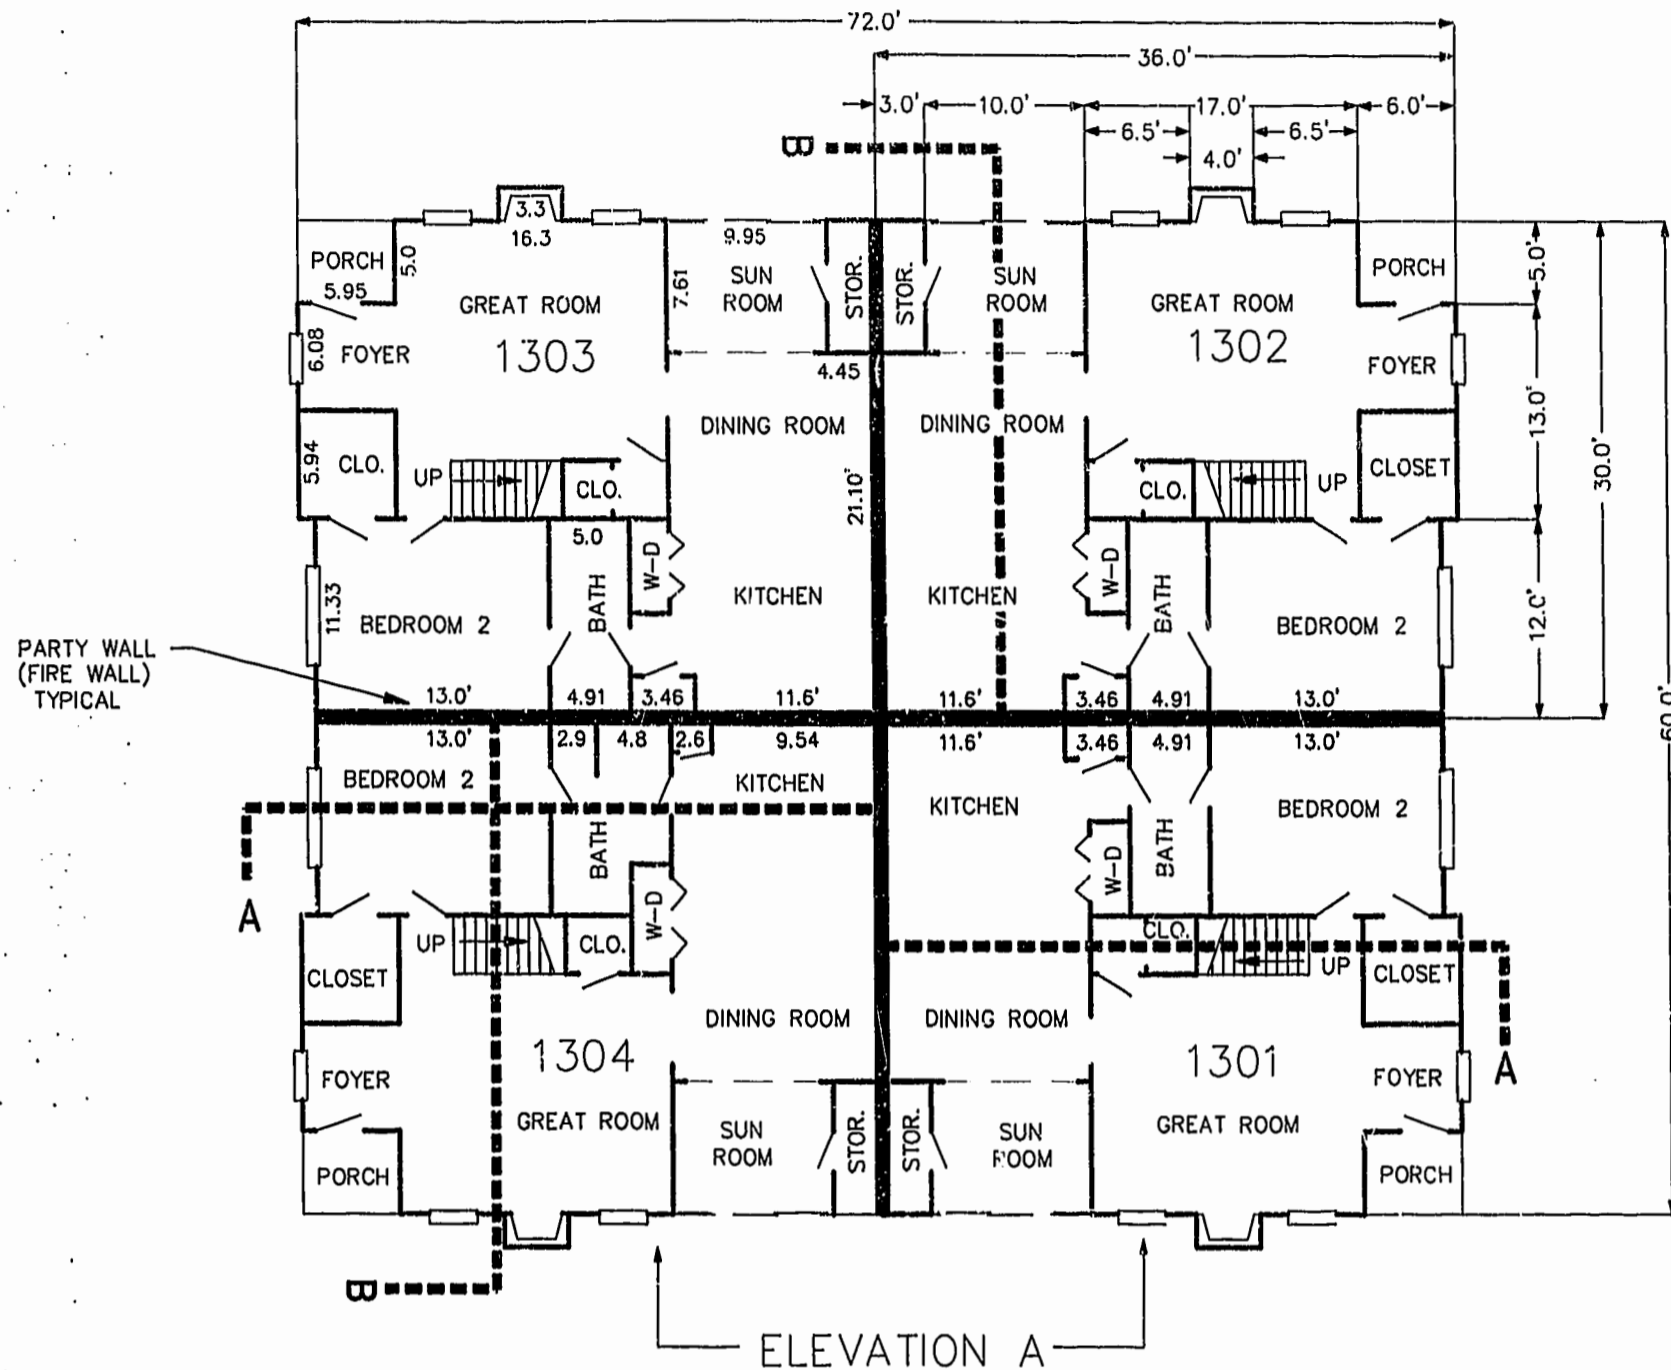 72.0'
36.0'
3.0' 10.0' 17.0' 6.0'
6.5' 6.5'
B 4.0'
3.3
16.3 9.95
PORCH 5.0 SUN ROOM STOR. STOR. SUN ROOM PORCH 5.0'
5.95 GREAT ROOM 7.61 GREAT ROOM
6.08 FOYER 1303 1302 FOYER
4.45
DINING ROOM DINING ROOM 13.0'
5.94 CLO. UP CLO. CLO. UP CLOSET 30.0'
21.10'
5.0
W-D W-D
11.33 BEDROOM 2 BATH KITCHEN KITCHEN BATH BEDROOM 2 12.0'
PARTY WALL
(FIRE WALL)
TYPICAL
13.0' 4.91 3.46 11.6' 11.6' 3.46 4.91 13.0'
60.0'
13.0' 2.9 4.8 2.6 9.54 11.6' 3.46 4.91 13.0'
BEDROOM 2 KITCHEN
KITCHEN BEDROOM 2
BATH BATH
W-D
A W-D
UP CLO. CLO. UP
CLOSET CLOSET
DINING ROOM DINING ROOM
1304 1301
FOYER FOYER A
GREAT ROOM GREAT ROOM
SUN ROOM STOR. STOR. SUN ROOM
PORCH PORCH
B
ELEVATION A